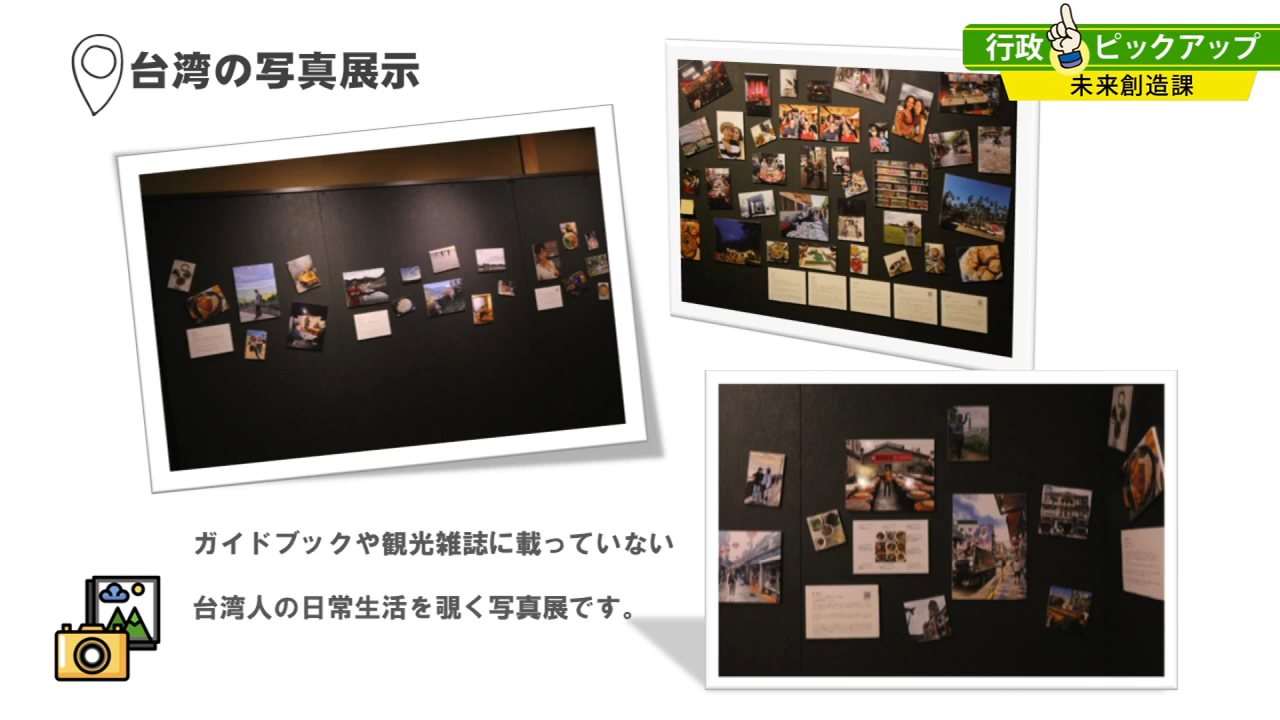 台湾の写真展示
行政ピックアップ
未来創造課
ガイドブックや観光雑誌に載っていない
台湾人の日常生活を覗く写真展です。